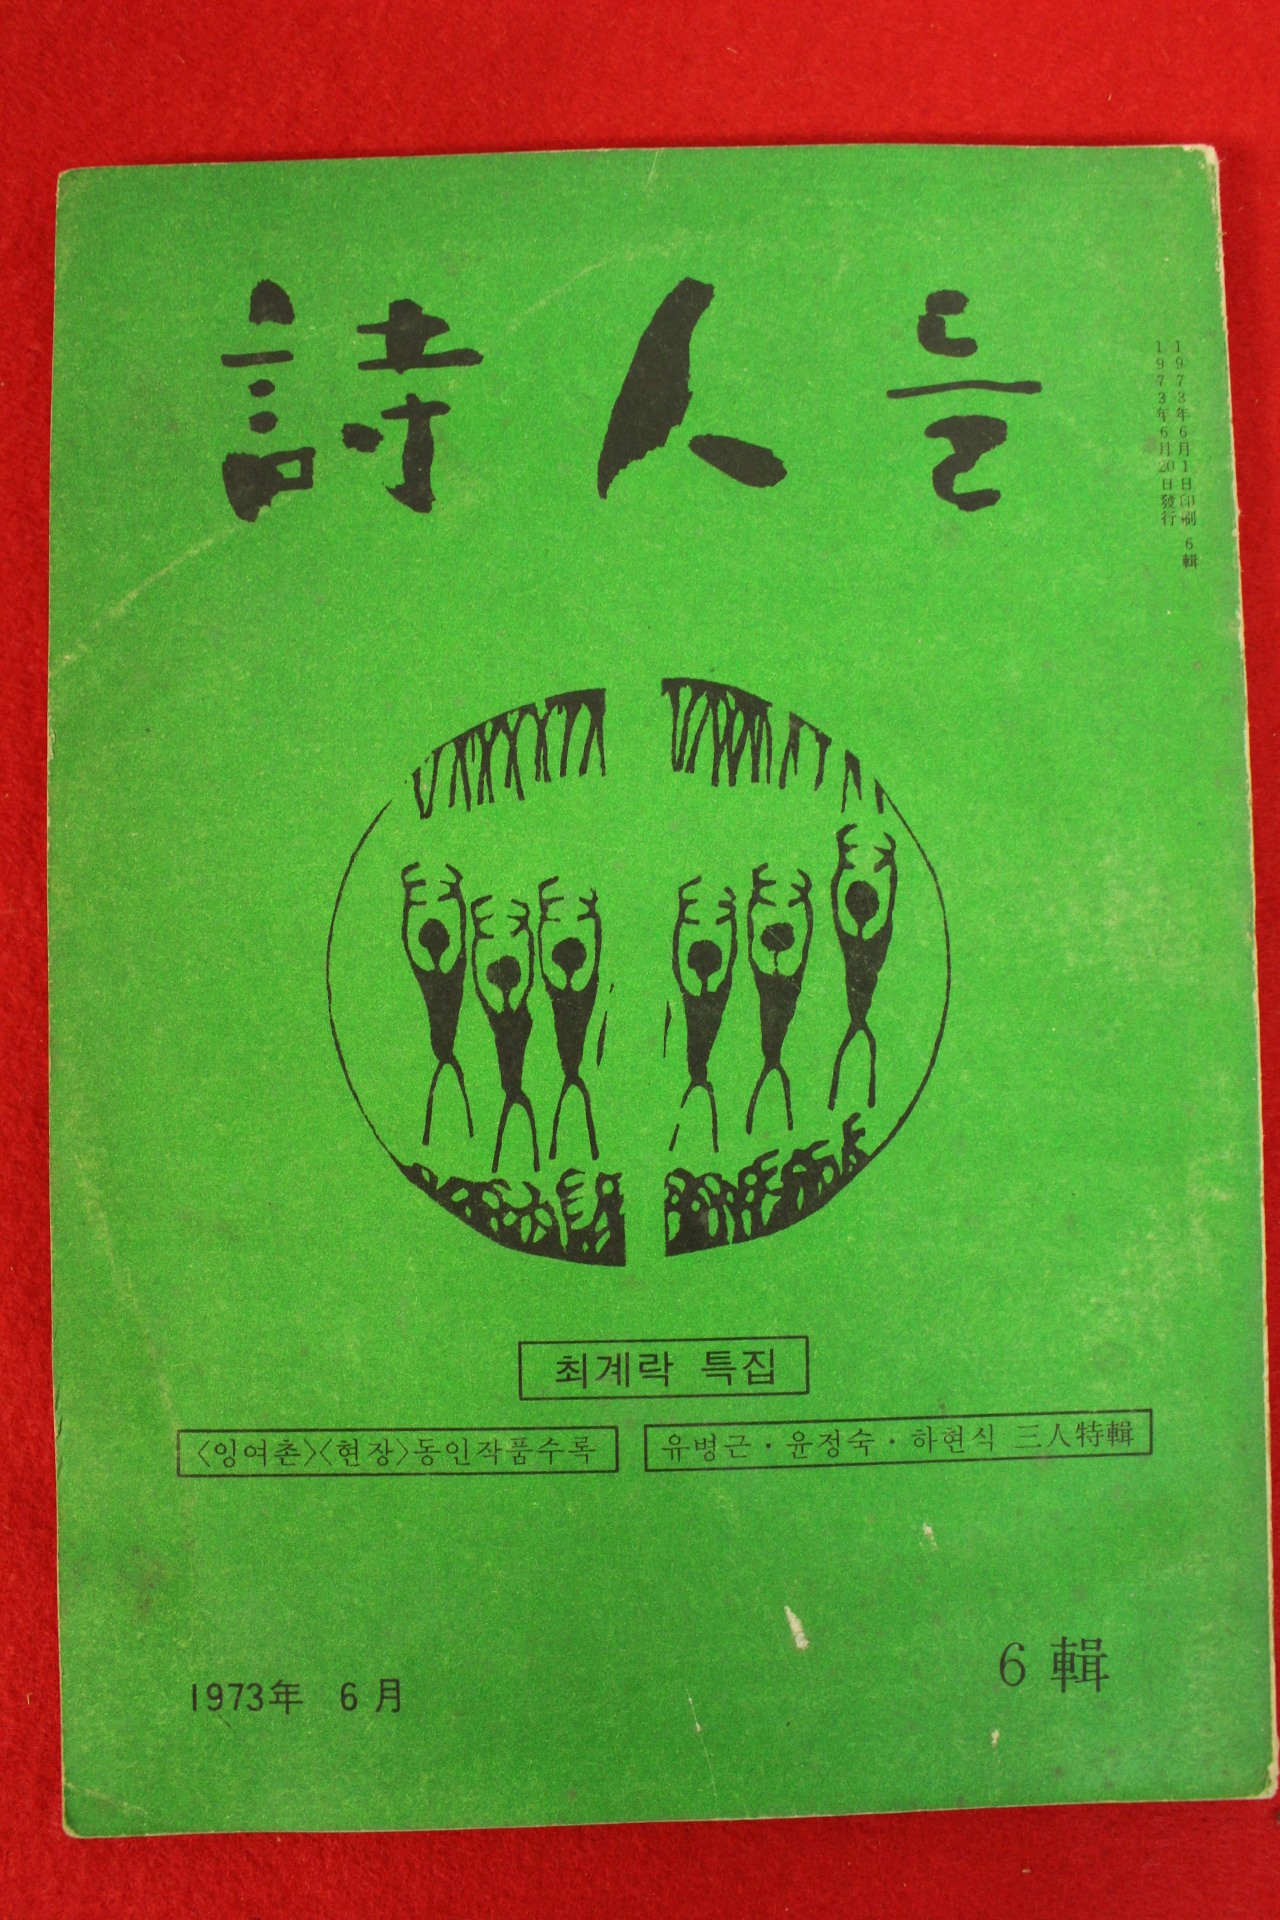 詩人들
1973年6月1日印刷 6輯
1973年6月20日發行
최계락 특집
<잉여촌><현장>동인작품수록
유병근·윤정숙·하현식 三人特輯
1973年 6月
6輯